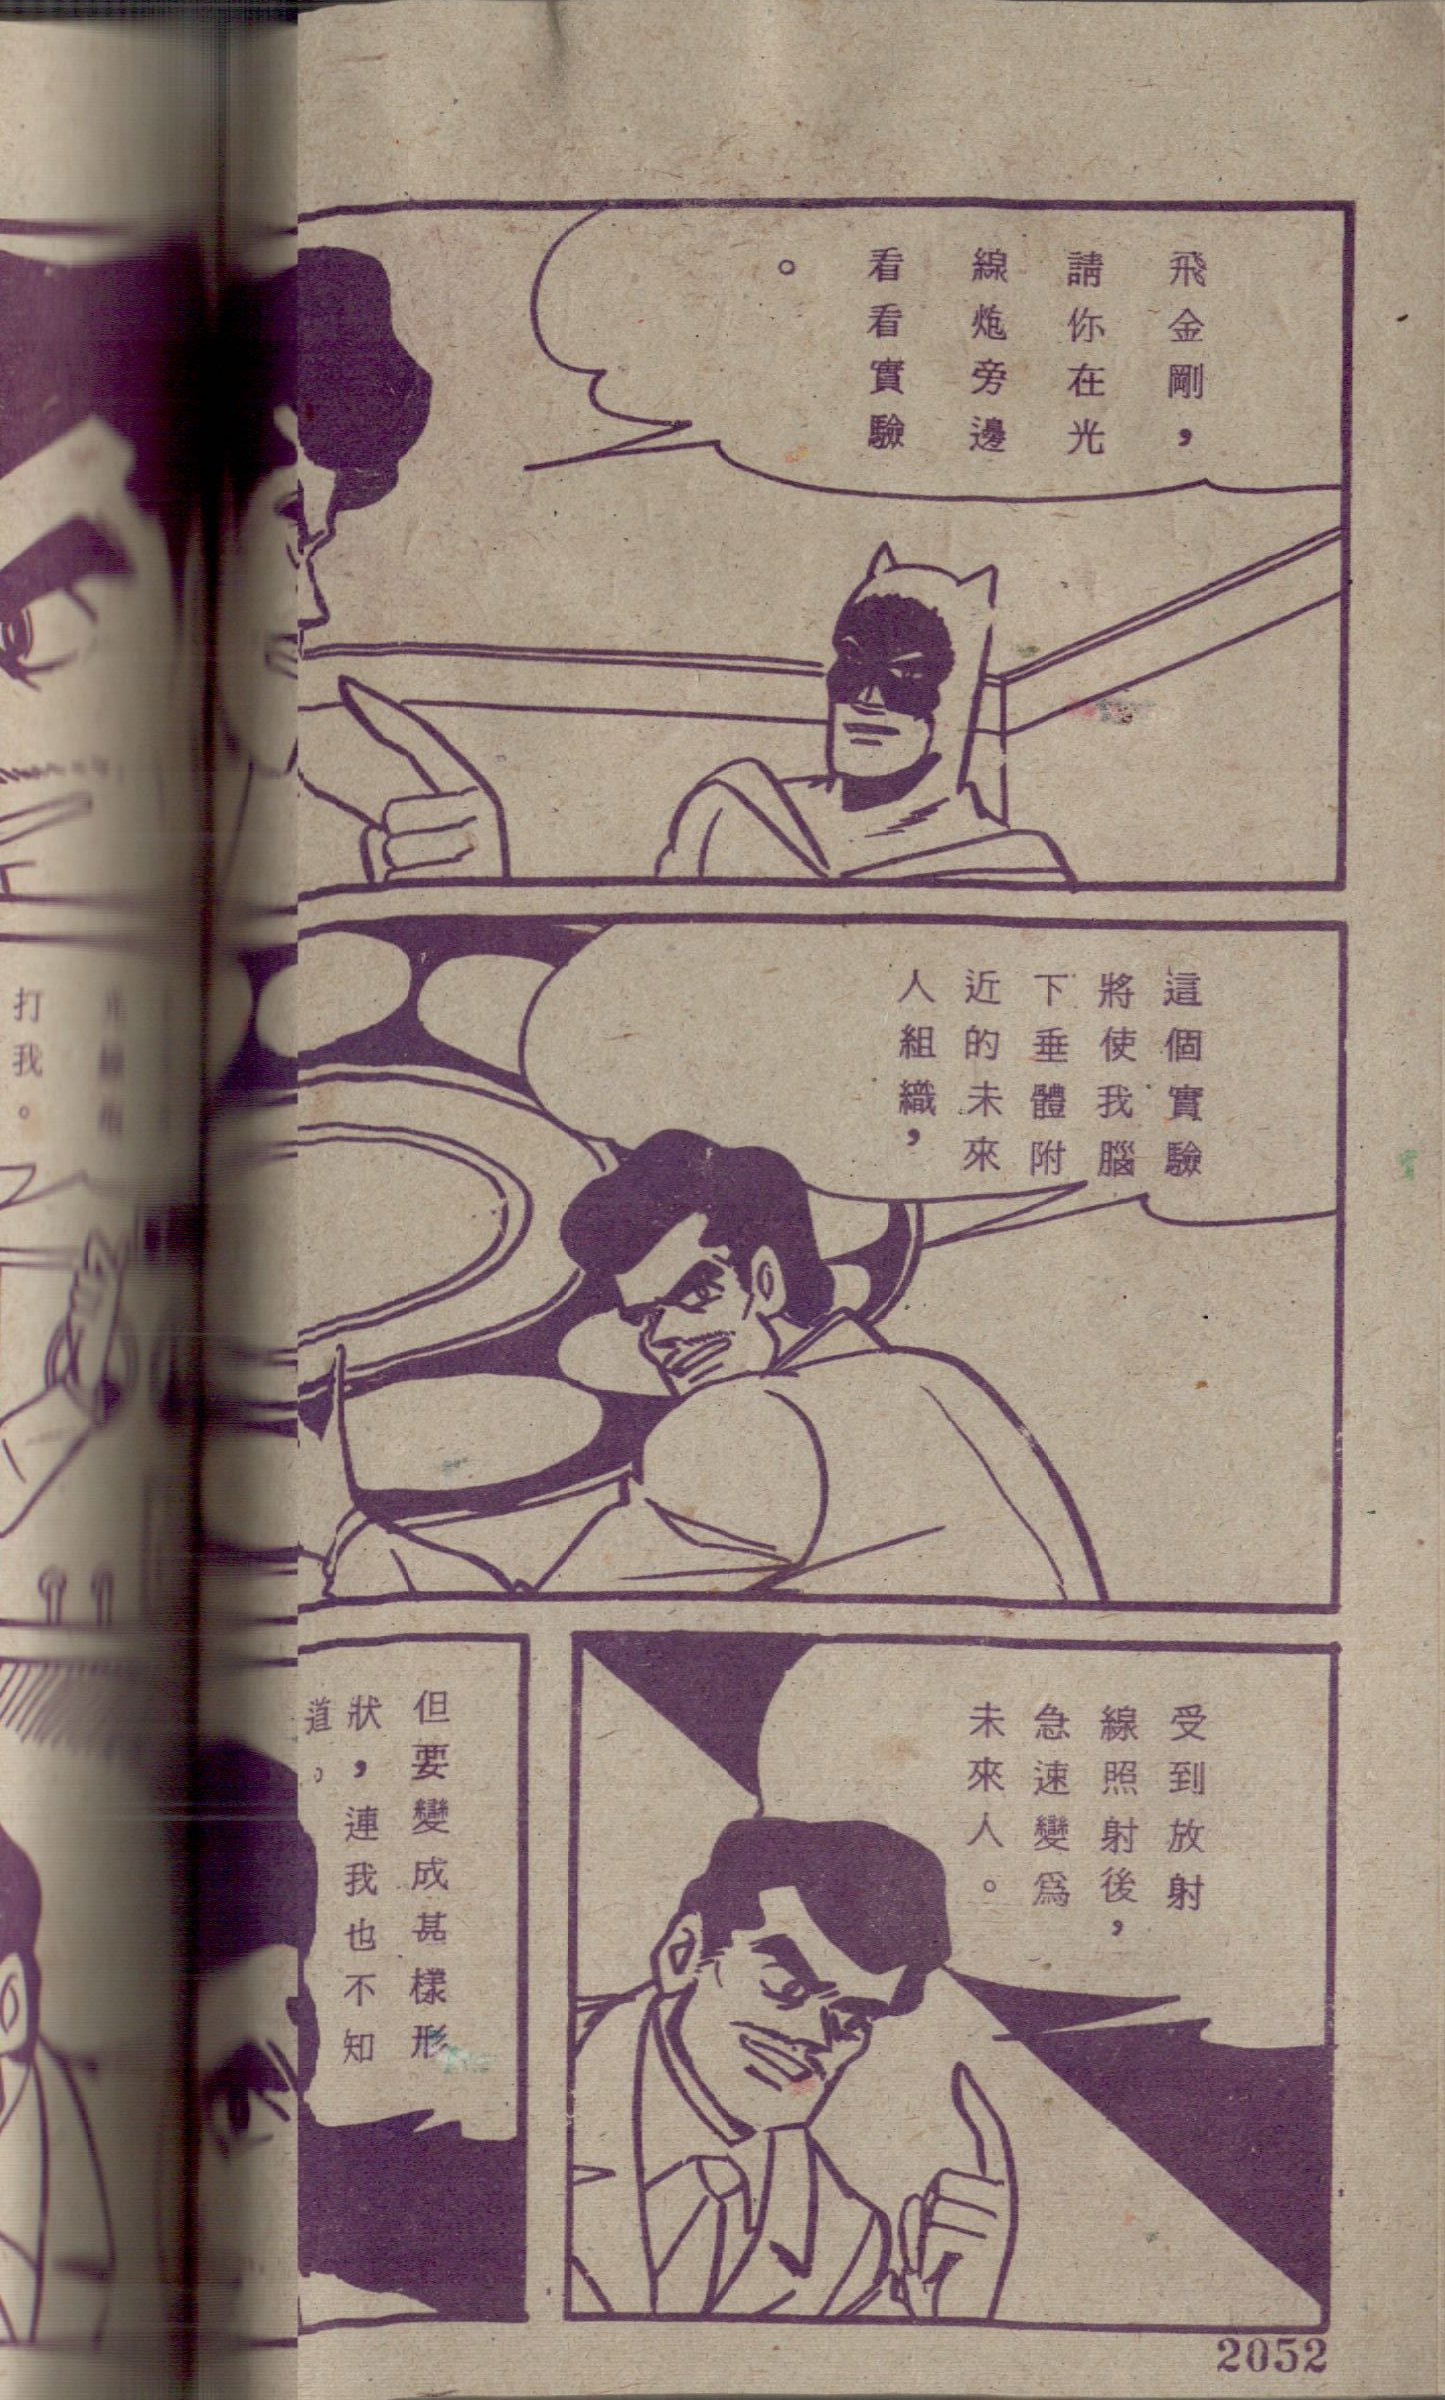 飛金剛，
請你在光
線炮旁邊
看看實驗
。
這個實驗
將使我腦
下垂體附
近的未來
人組織，
受到放射
線照射後，
急速變爲
未來人。
但要變成甚樣形
狀，連我也不知
道。
打我。
2052